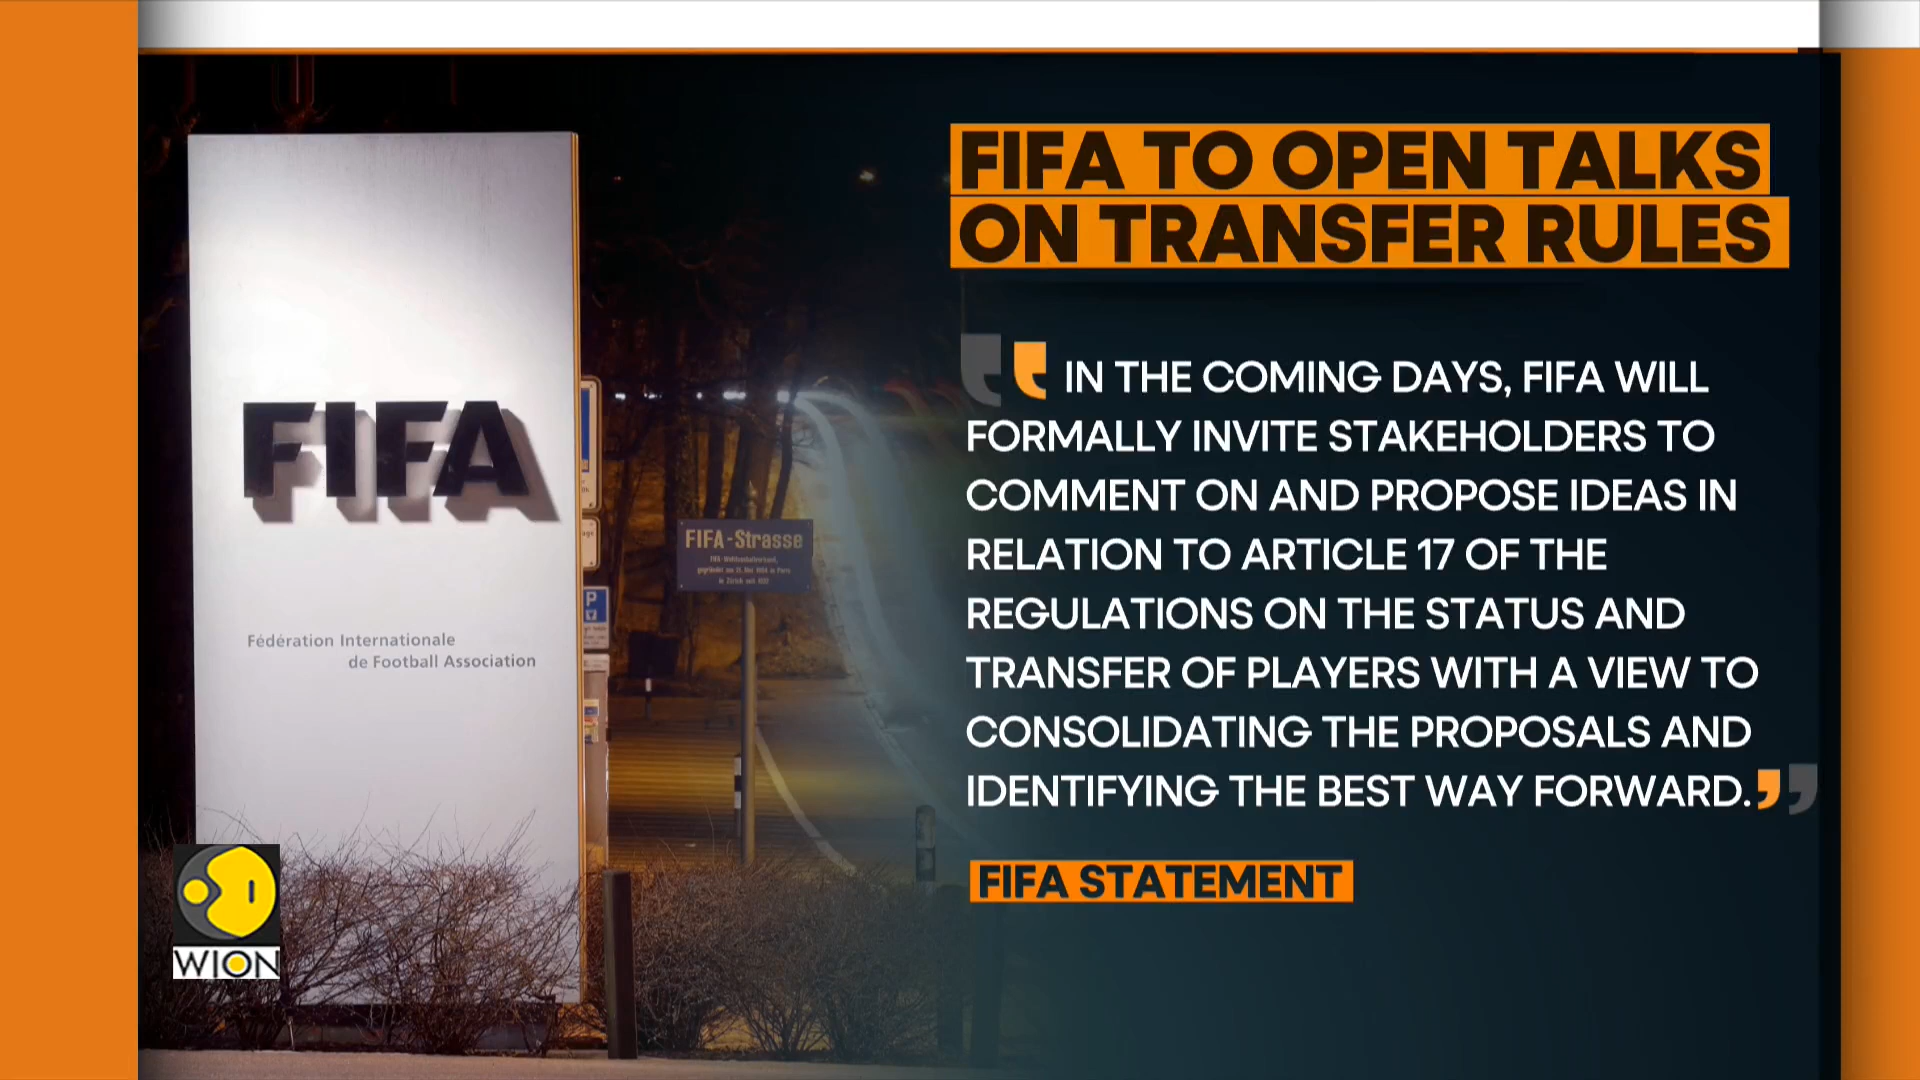 FIFA TO OPEN TALKS
ON TRANSFER RULES
IN THE COMING DAYS, FIFA WILL
FORMALLY INVITE STAKEHOLDERS TO
COMMENT ON AND PROPOSE IDEAS IN
RELATION TO ARTICLE 17 OF THE
REGULATIONS ON THE STATUS AND
TRANSFER OF PLAYERS WITH A VIEW TO
CONSOLIDATING THE PROPOSALS AND
IDENTIFYING THE BEST WAY FORWARD.
FIFA STATEMENT
FIFA
Fédération Internationale
de Football Association
FIFA-Strasse
P
WION